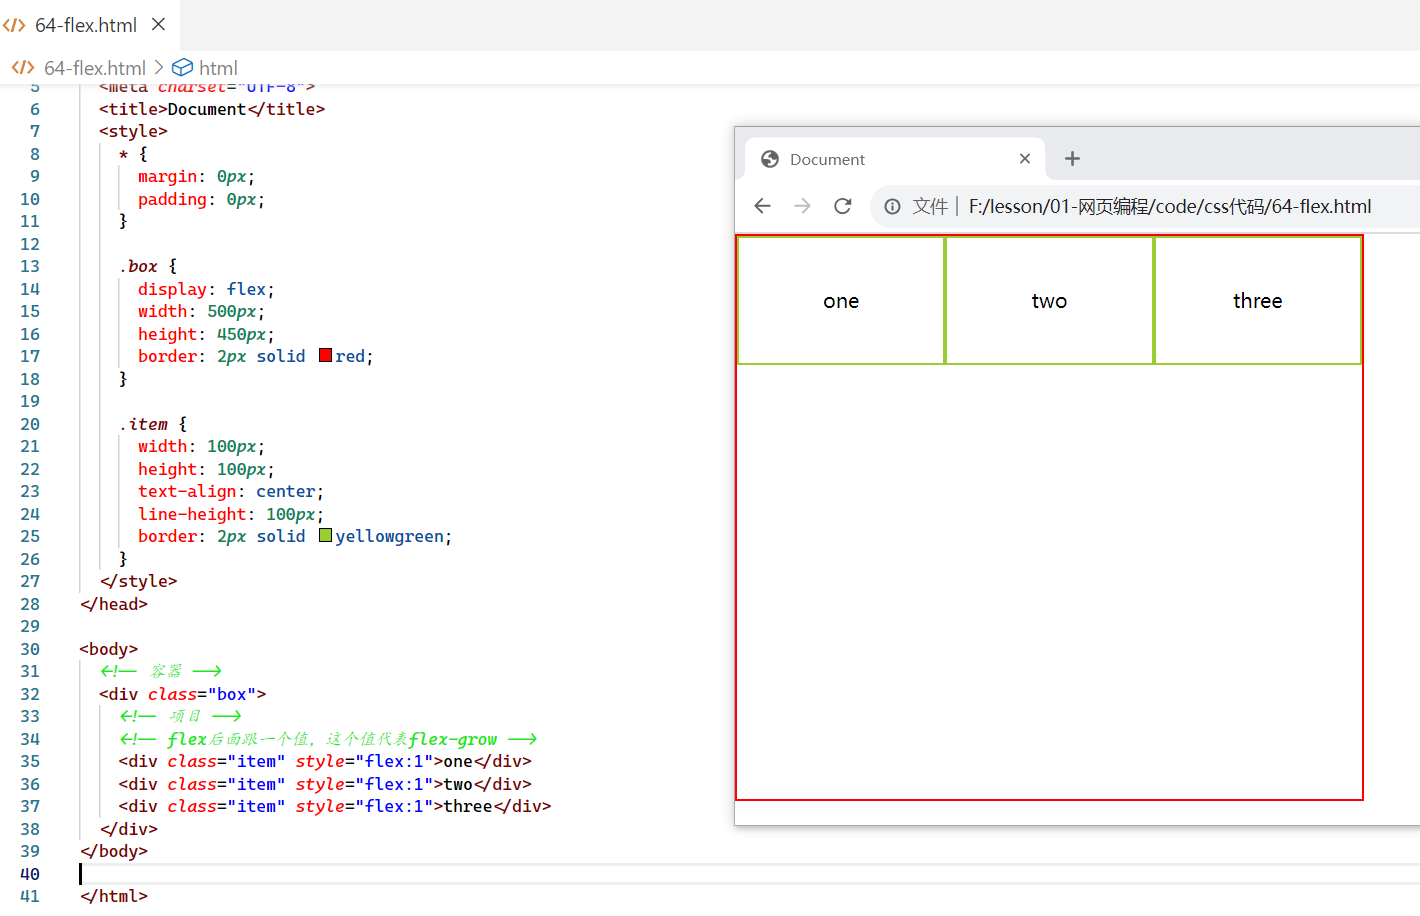 64-flex.html
64-flex.html > html
5 <meta charset="UTF-8">
6 <title>Document</title>
7 <style>
8 * {
9 margin: 0px;
10 padding: 0px;
11 }
12
13 .box {
14 display: flex;
15 width: 500px;
16 height: 450px;
17 border: 2px solid red;
18 }
19
20 .item {
21 width: 100px;
22 height: 100px;
23 text-align: center;
24 line-height: 100px;
25 border: 2px solid yellowgreen;
26 }
27 </style>
28 </head>
29
30 <body>
31 <!-- 容器 -->
32 <div class="box">
33 <!-- 项目 -->
34 <!-- flex后面跟一个值，这个值代表flex-grow -->
35 <div class="item" style="flex:1">one</div>
36 <div class="item" style="flex:1">two</div>
37 <div class="item" style="flex:1">three</div>
38 </div>
39 </body>
40
41 </html>
Document
文件 | F:/lesson/01-网页编程/code/css代码/64-flex.html
one two three